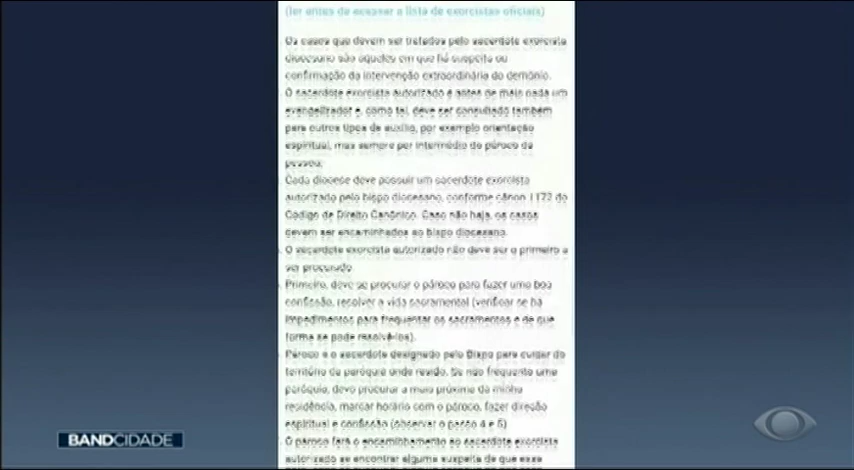 (ler antes de acessar a lista de exorcistas oficiais)
Os casos que devem ser tratados pelo sacerdote exorcista
diocesano são aqueles em que há suspeita ou
confirmação da intervenção extraordinária do demônio.
O sacerdote exorcista autorizado é antes de mais nada um
evangelizador e, como tal, deve ser consultado também
para outros tipos de auxílio, por exemplo orientação
espiritual, mas sempre por intermédio do pároco da
pessoa.
Cada diocese deve possuir um sacerdote exorcista
autorizado pelo bispo diocesano, conforme cânon 1172 do
Código de Direito Canônico. Caso não haja, os casos
devem ser encaminhados ao bispo diocesano.
O sacerdote exorcista autorizado não deve ser o primeiro a
ser procurado
Primeiro, deve se procurar o pároco para fazer uma boa
confissão, resolver a vida sacramental (verificar se há
impedimentos para frequentar os sacramentos e de que
forma se pode resolvê-los).
Pároco é o sacerdote designado pelo Bispo para cuidar do
território da paróquia onde resido. Se não frequento uma
paróquia, devo procurar a mais próxima da minha
residência, marcar horário com o pároco, fazer direção
espiritual e confissão (observar o passo 4 e 5)
O pároco fará o encaminhamento ao sacerdote exorcista
autorizado se encontrar alguma suspeita de que esse
BANDCIDADE